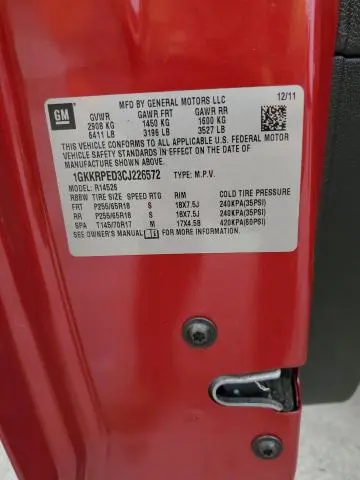 GM
MFD BY GENERAL MOTORS LLC 12/11
GVWR GAWR FRT GAWR RR
2908 KG 1450 KG 1600 KG
6411 LB 3196 LB 3527 LB
THIS VEHICLE CONFORMS TO ALL APPLICABLE U.S. FEDERAL MOTOR
VEHICLE SAFETY STANDARDS IN EFFECT ON THE DATE OF
MANUFACTURE SHOWN ABOVE.
1GKKRPED3CJ226572 TYPE: M.P.V.
MODEL: R14526
RBBW TIRE SIZE SPEED RTG RIM COLD TIRE PRESSURE
FRT P255/65R18 S 18X7.5J 240KPA(35PSI)
RR P255/65R18 S 18X7.5J 240KPA(35PSI)
SPA T145/70R17 M 17X4.5B 420KPA(60PSI)
SEE OWNER'S MANUAL FOR MORE INFORMATION.